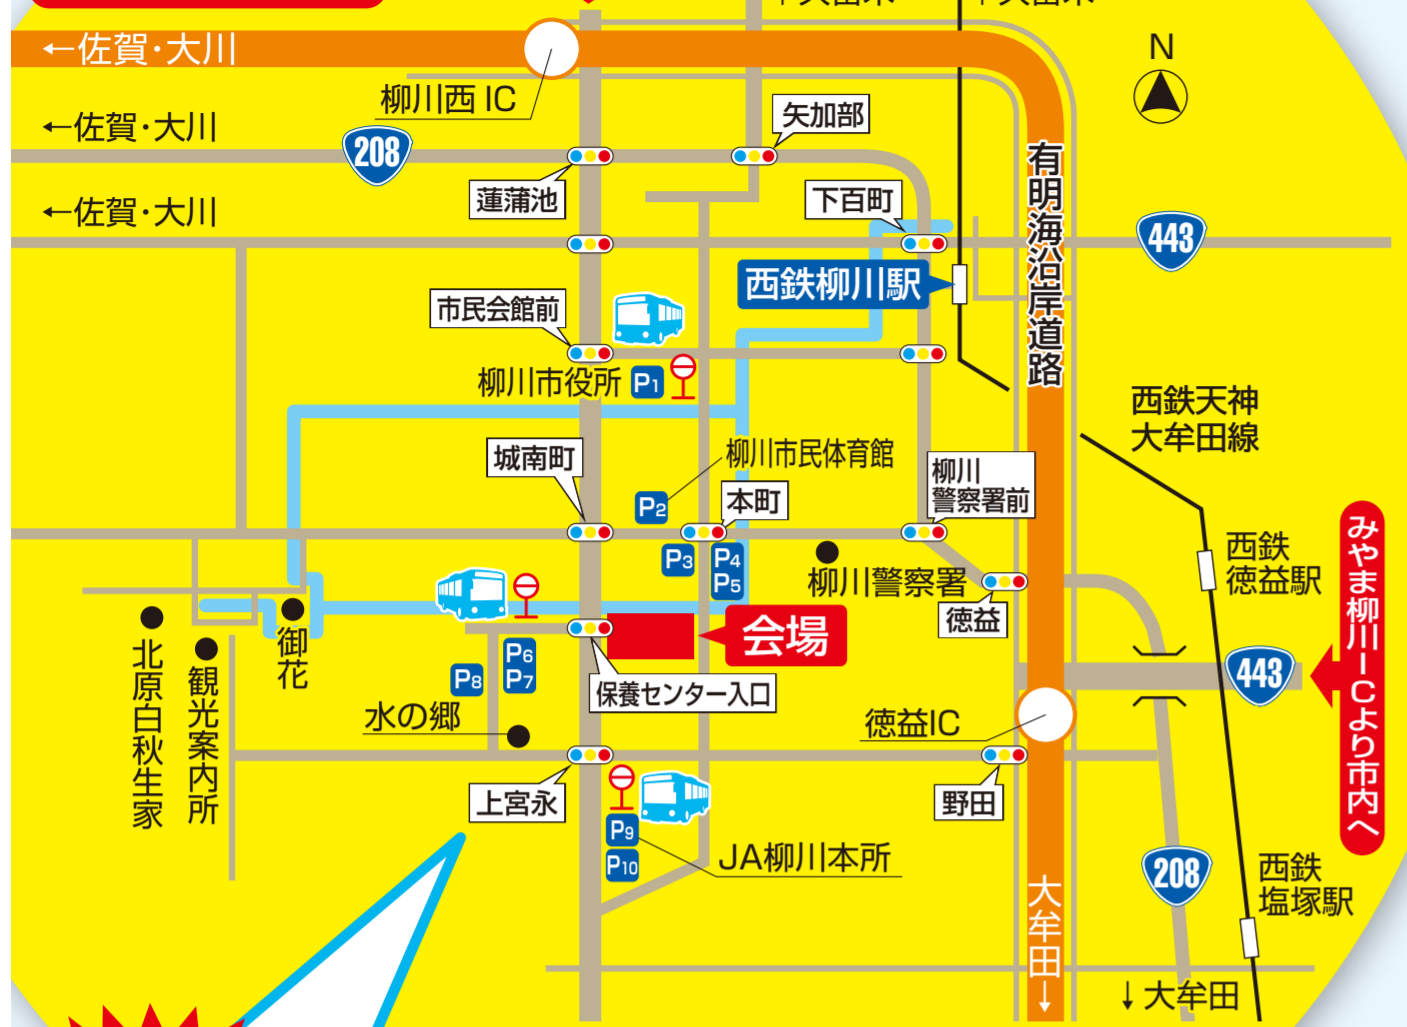 ←佐賀・大川
N
柳川西 IC
←佐賀・大川
208
矢加部
蓮蒲池
下百町
有明海沿岸道路
←佐賀・大川
443
西鉄柳川駅
市民会館前
柳川市役所
P1
西鉄天神
大牟田線
城南町
柳川市民体育館
P2
本町
柳川
警察署前
P3
P4
P5
柳川警察署
徳益
西鉄
徳益駅
みやま柳川ICより市内へ
会場
御花
北原白秋生家
観光案内所
P6
P7
P8
保養センター入口
443
水の郷
徳益IC
上宮永
野田
P9
P10
JA柳川本所
208
西鉄
塩塚駅
大牟田↓
↓大牟田